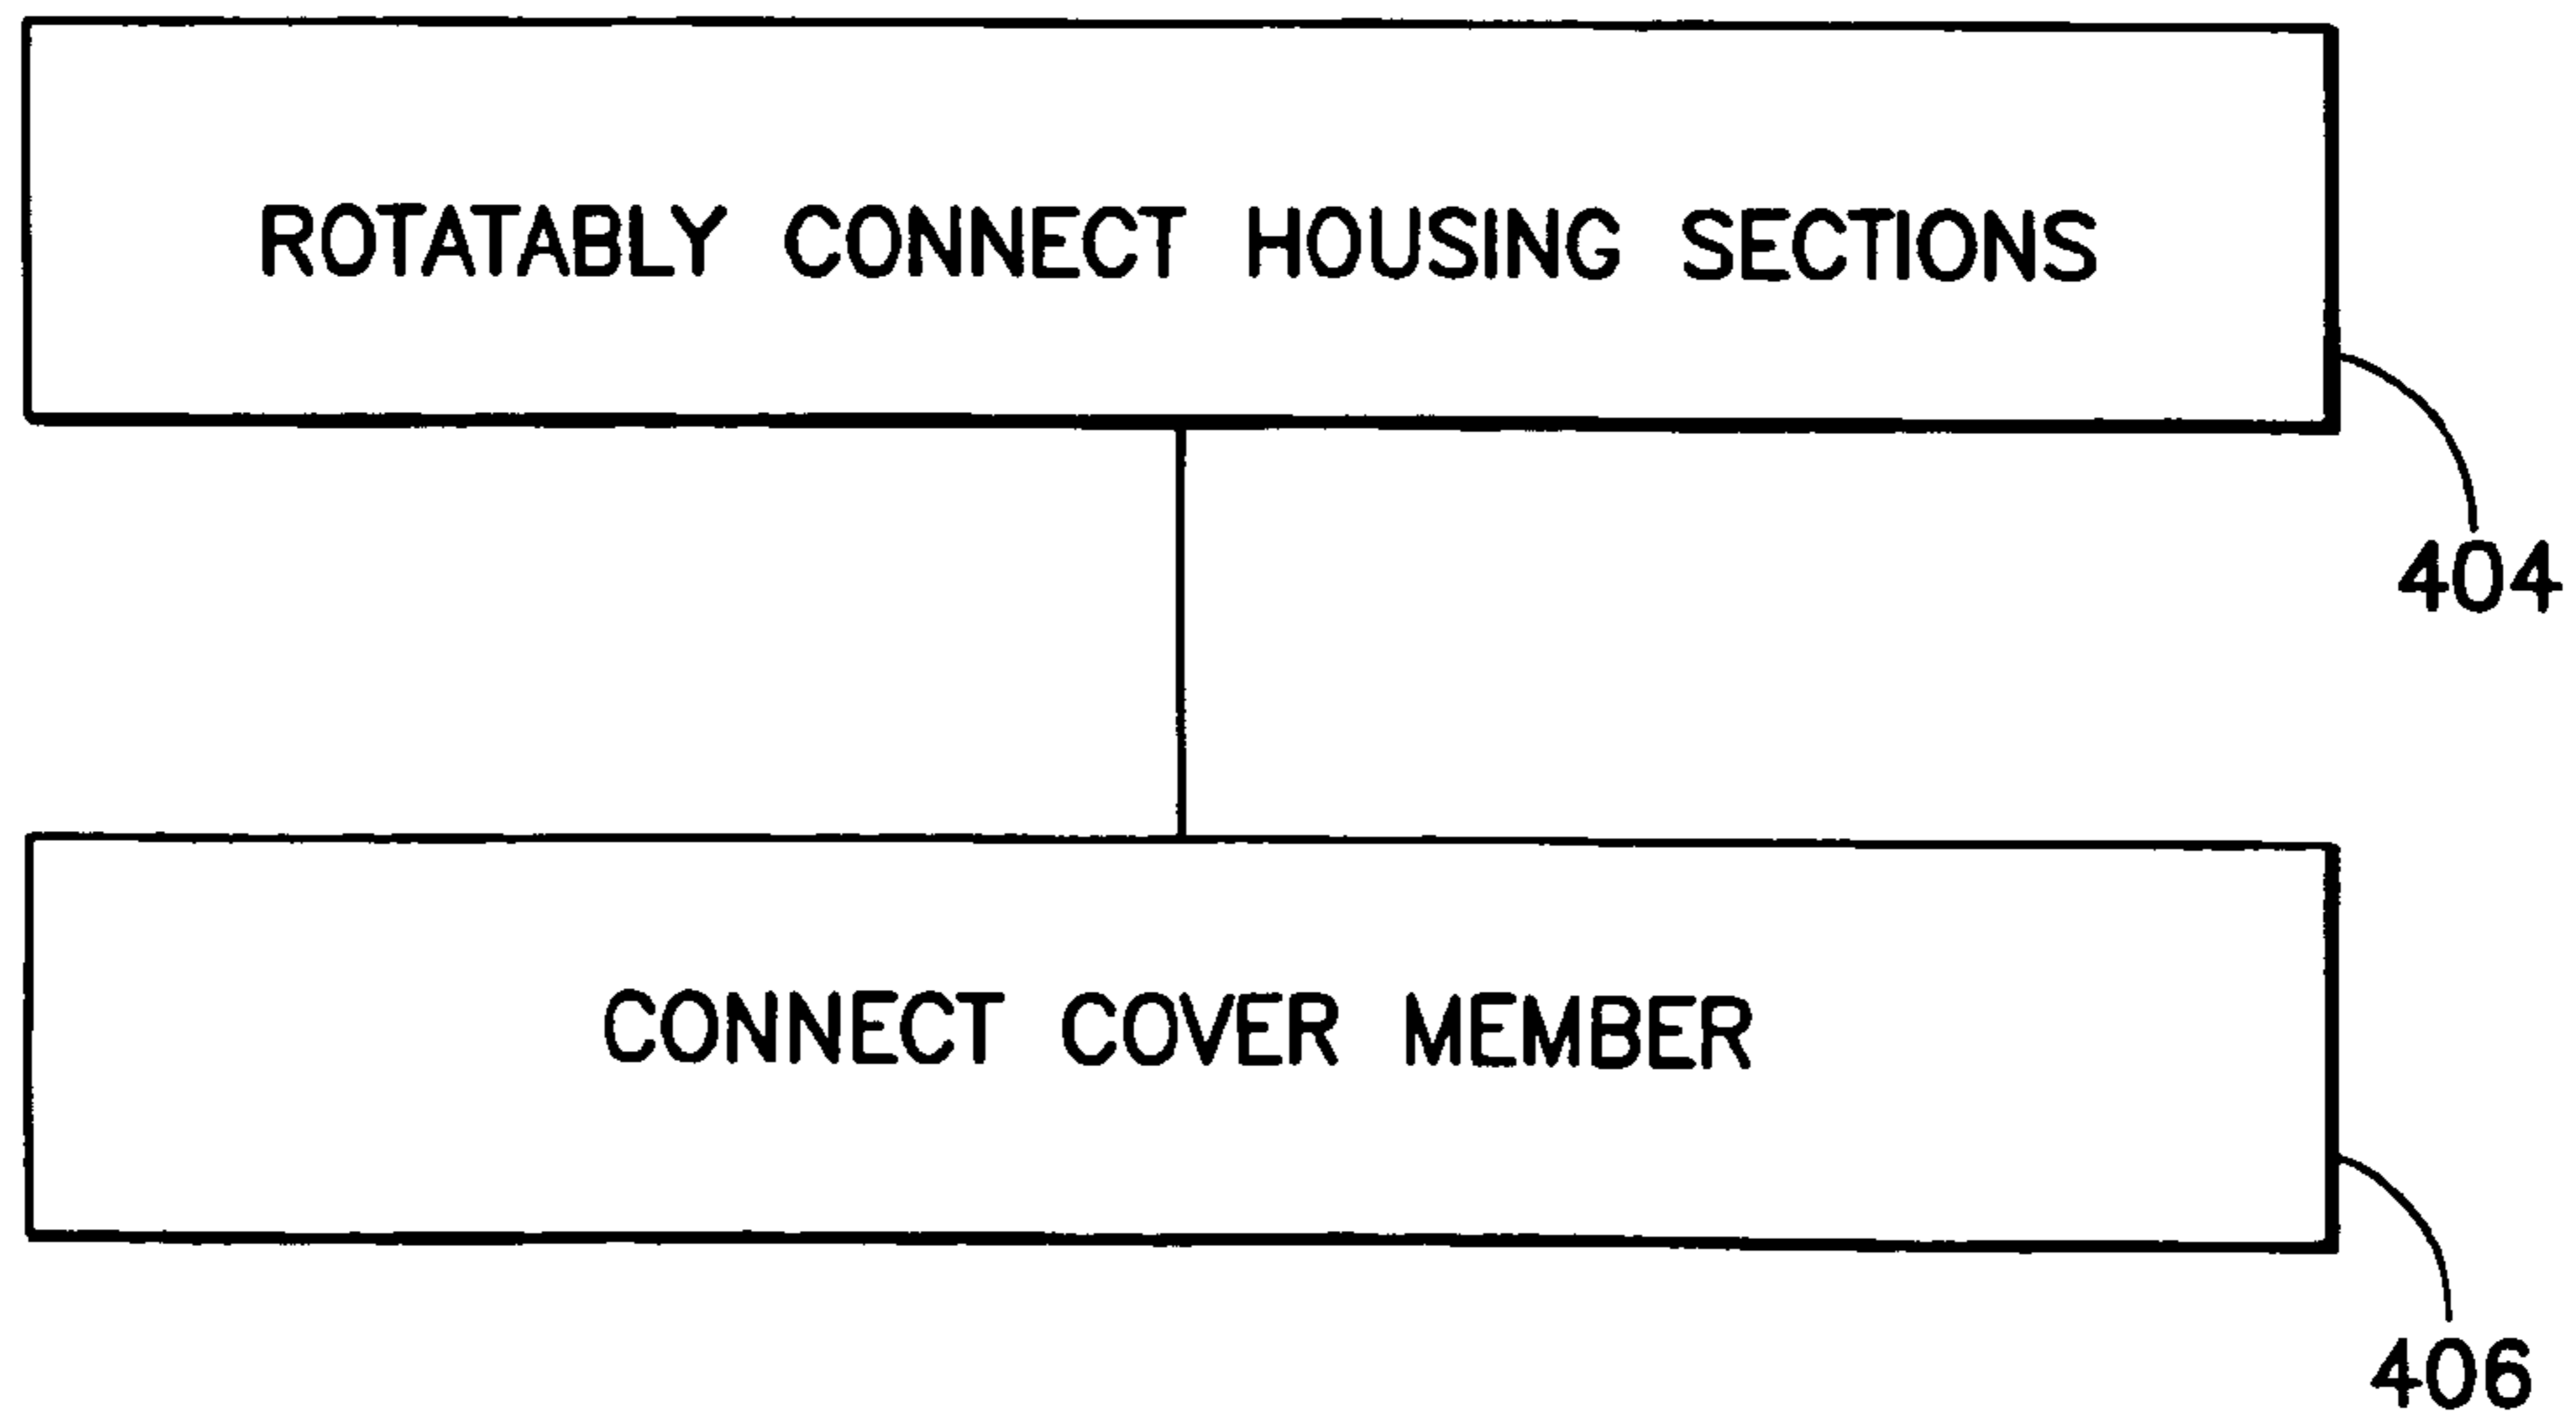 ROTATABLY CONNECT HOUSING SECTIONS
404
CONNECT COVER MEMBER
406